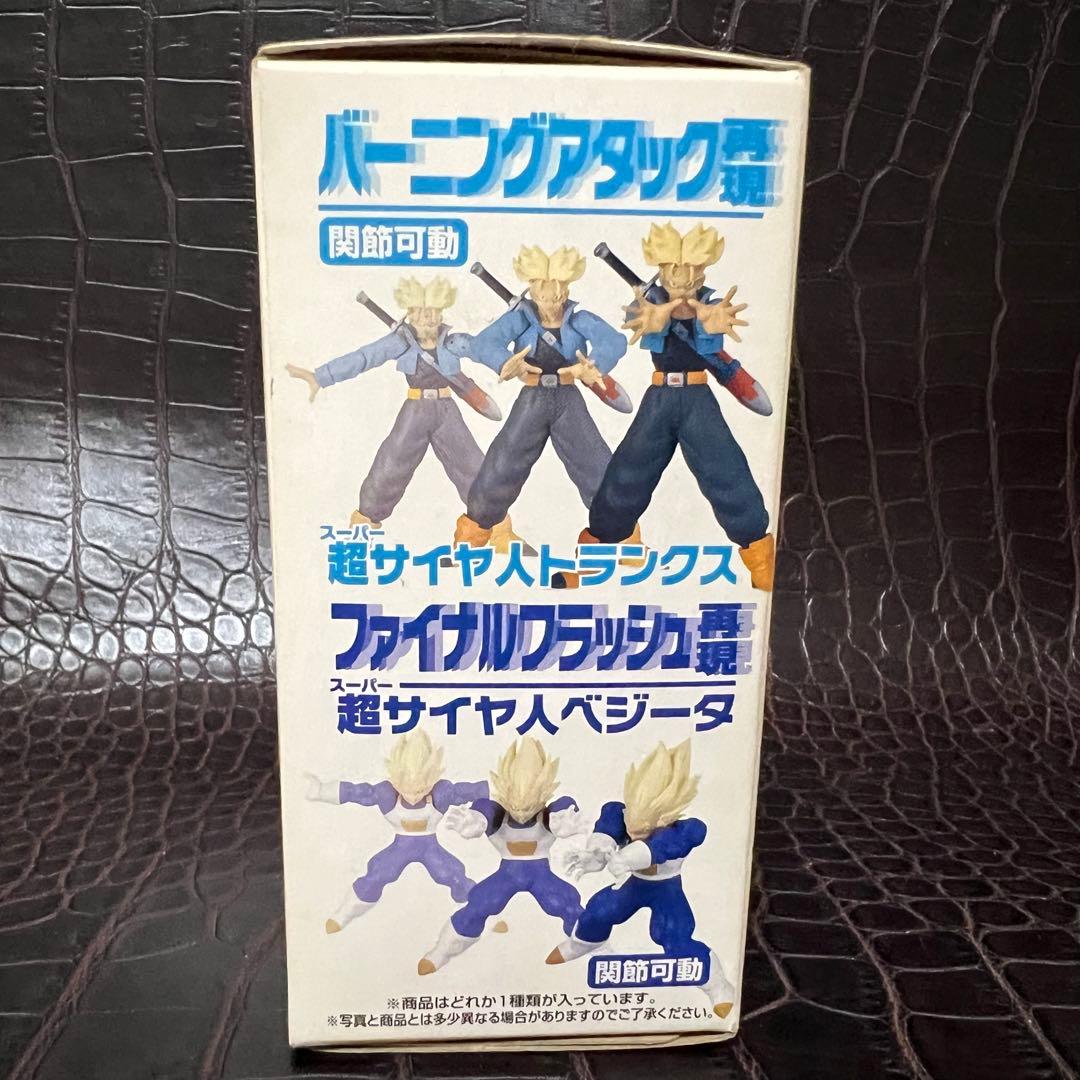 バーニングアタック再現
関節可動
スーパー
超サイヤ人トランクス
ファイナルフラッシュ再現
スーパー
超サイヤ人ベジータ
関節可動
※商品はどれか1種類が入っています。
※写真と商品とは多少異なる場合がありますのでご了承ください。